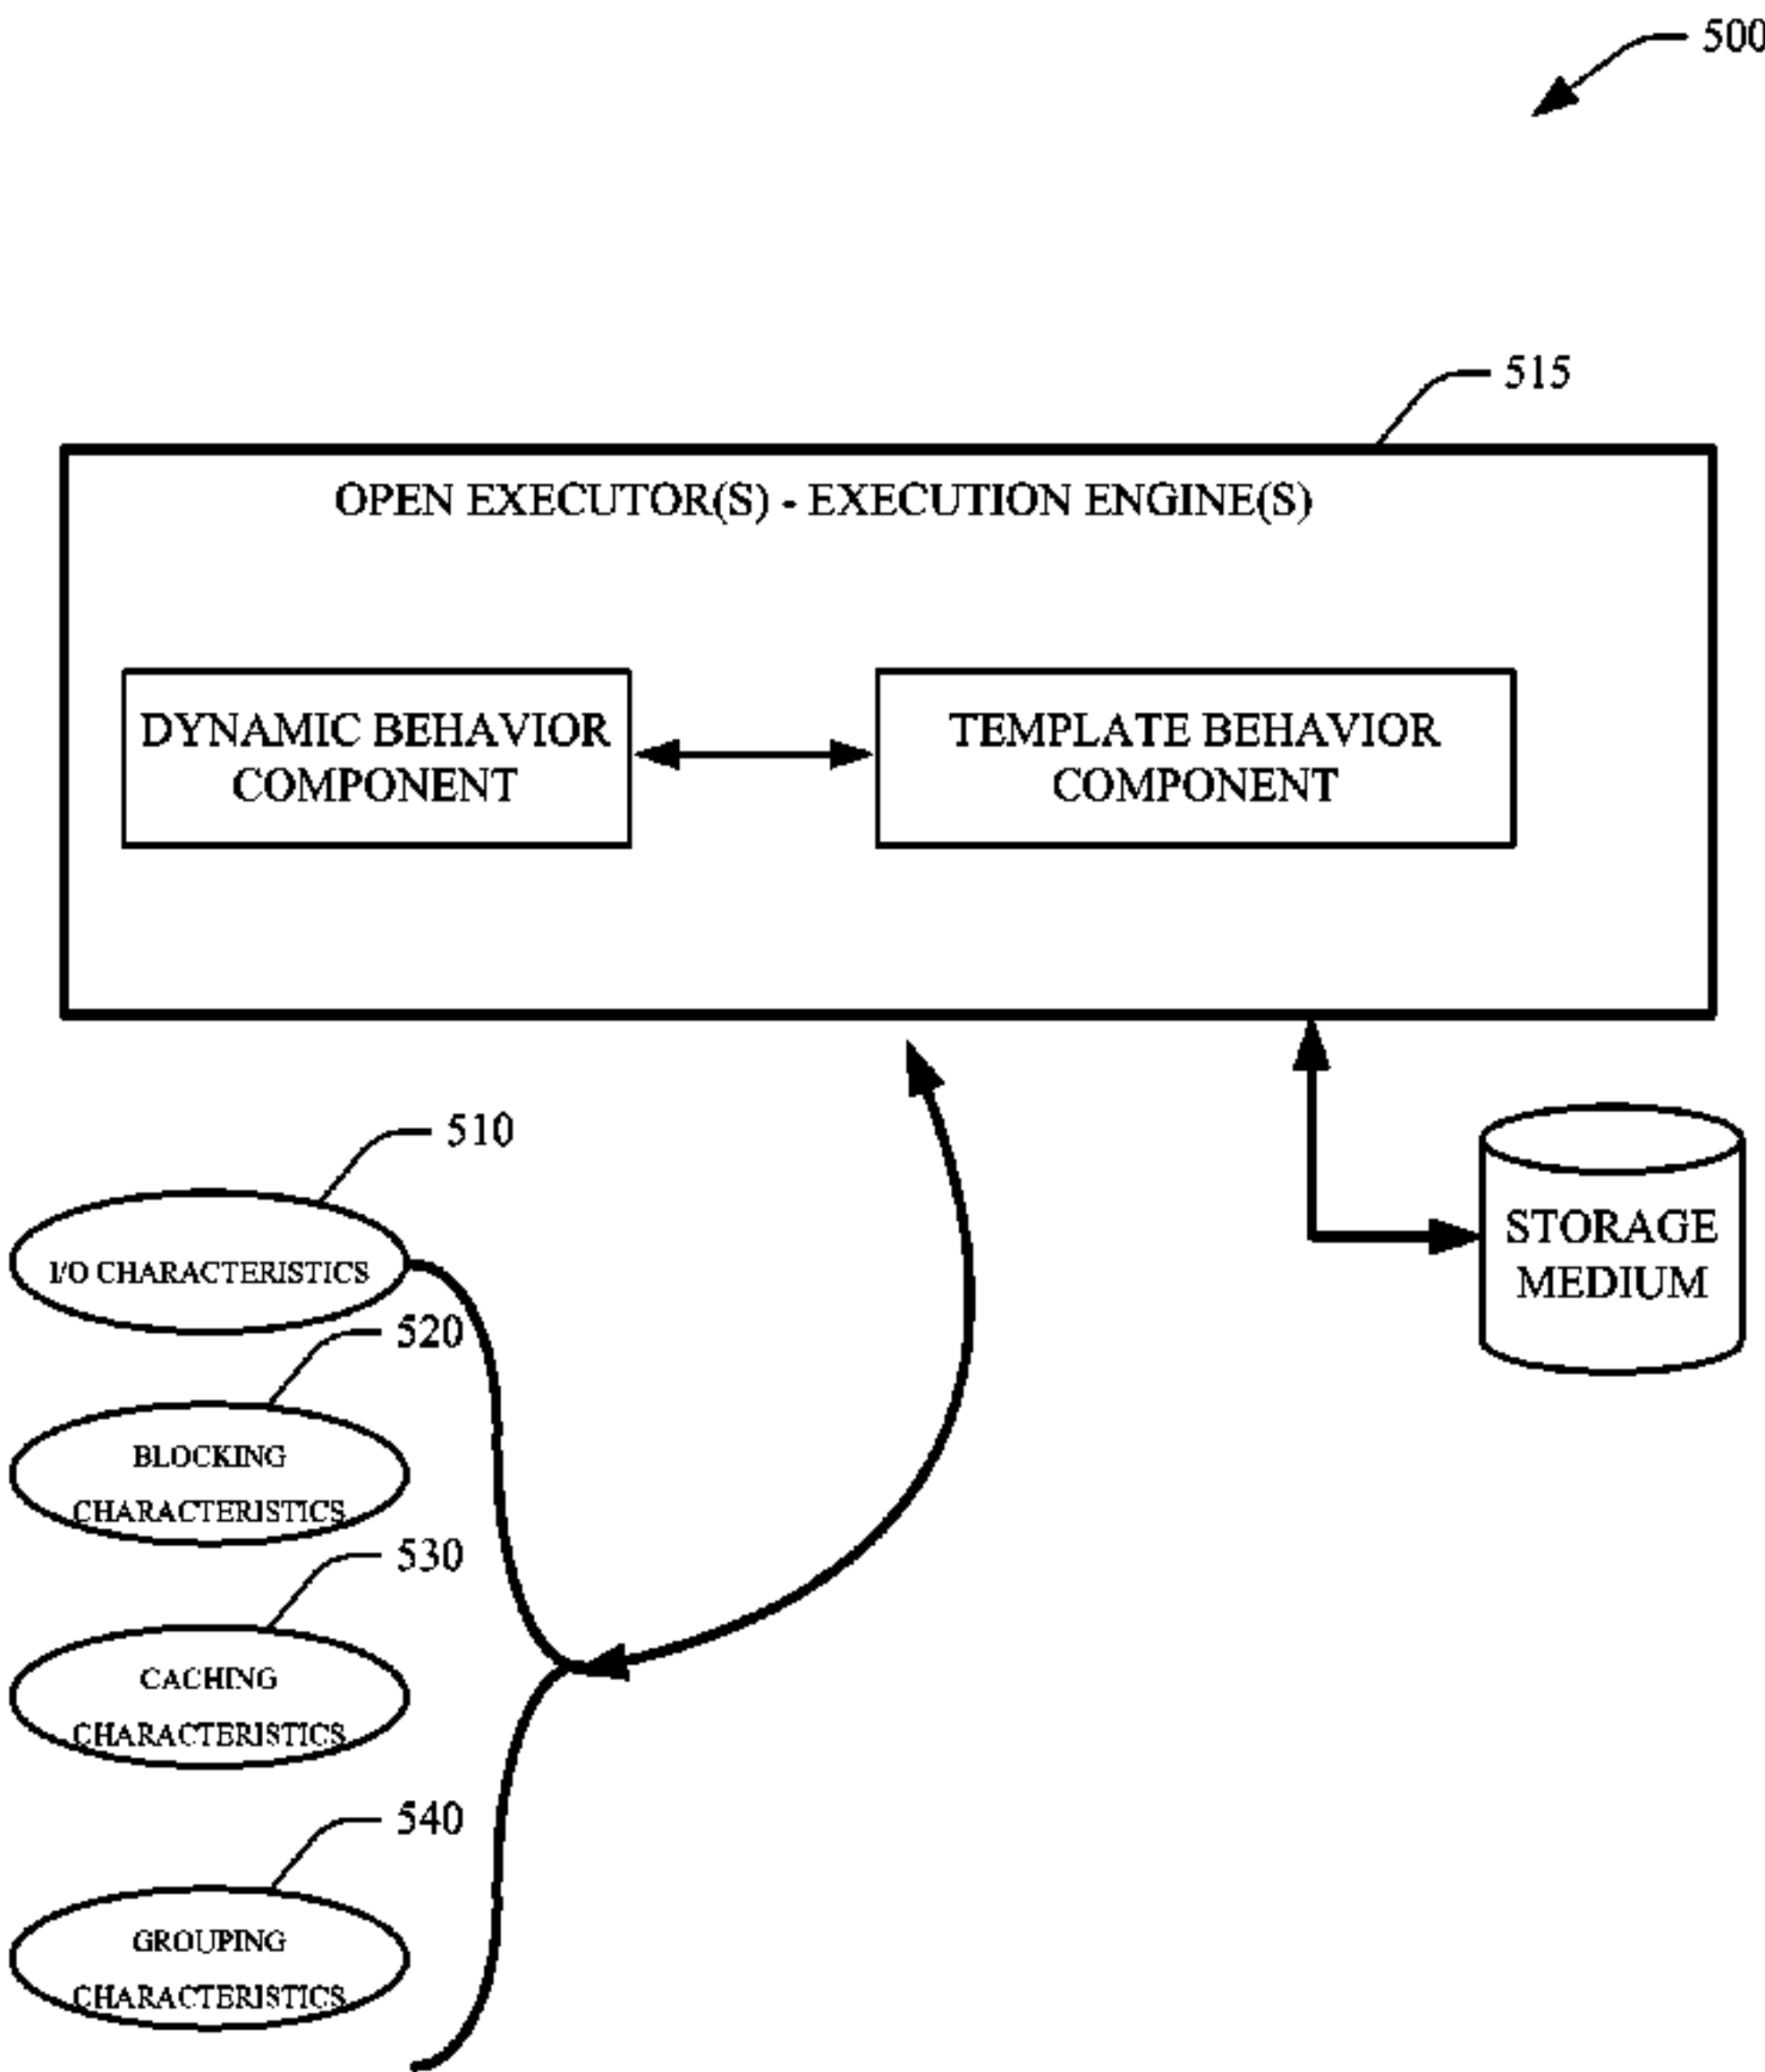 500
515
OPEN EXECUTOR(S) - EXECUTION ENGINE(S)
DYNAMIC BEHAVIOR
COMPONENT
TEMPLATE BEHAVIOR
COMPONENT
510
I/O CHARACTERISTICS
STORAGE
MEDIUM
520
BLOCKING
CHARACTERISTICS
530
CACHING
CHARACTERISTICS
540
GROUPING
CHARACTERISTICS